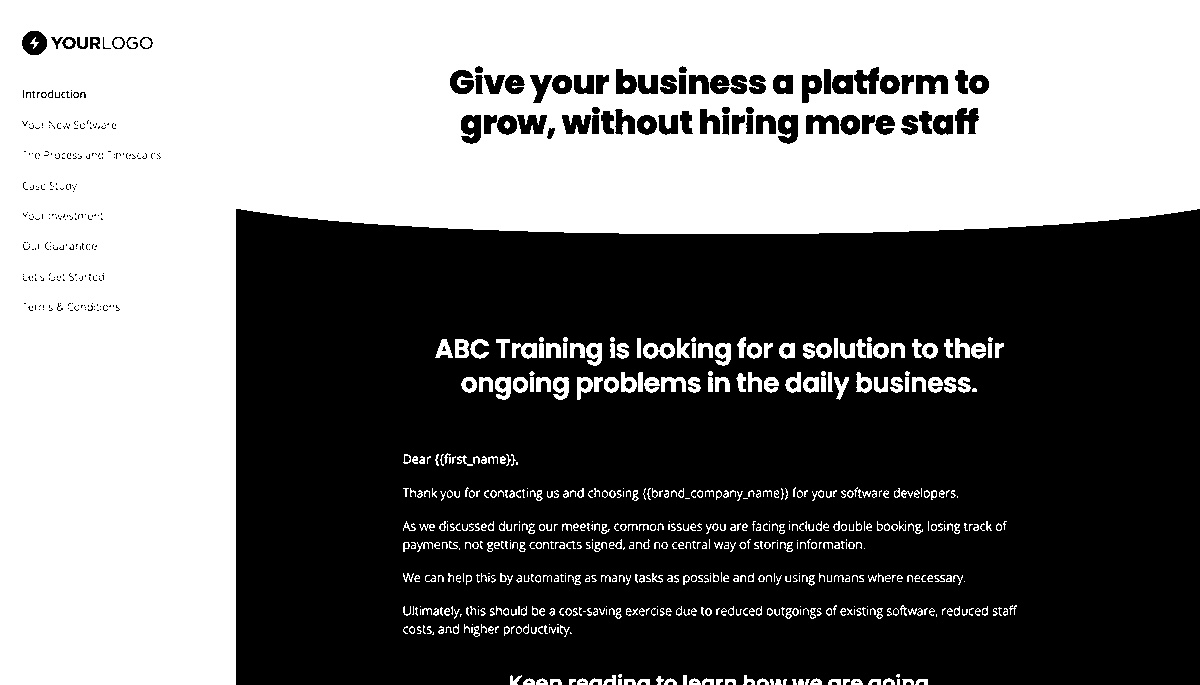 YOURLOGO
Introduction
Your New Software
The Process and Timescales
Case Study
Your Investment
Our Guarantee
Let's Get Started
Terms & Conditions
Give your business a platform to
grow, without hiring more staff
ABC Training is looking for a solution to their
ongoing problems in the daily business.
Dear {{first_name}},
Thank you for contacting us and choosing {{brand_company_name}} for your software developers.
As we discussed during our meeting, common issues you are facing include double booking, losing track of
payments, not getting contracts signed, and no central way of storing information.
We can help this by automating as many tasks as possible and only using humans where necessary.
Ultimately, this should be a cost-saving exercise due to reduced outgoings of existing software, reduced staff
costs, and higher productivity.
Keep reading to learn how we are going